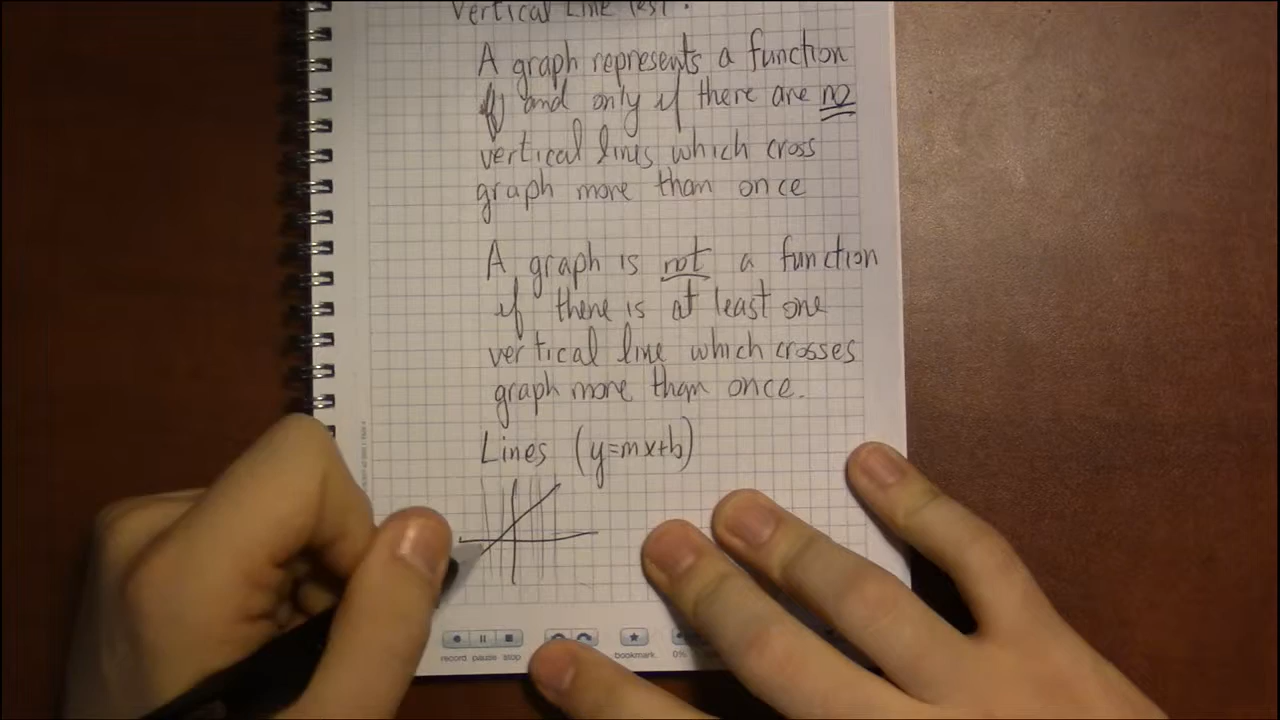 Vertical Line Test:
A graph represents a function
if and only if there are no
vertical lines which cross
graph more than once
A graph is not a function
if there is at least one
vertical line which crosses
graph more than once.
Lines (y=mx+b)
record pause stop
bookmark
0%